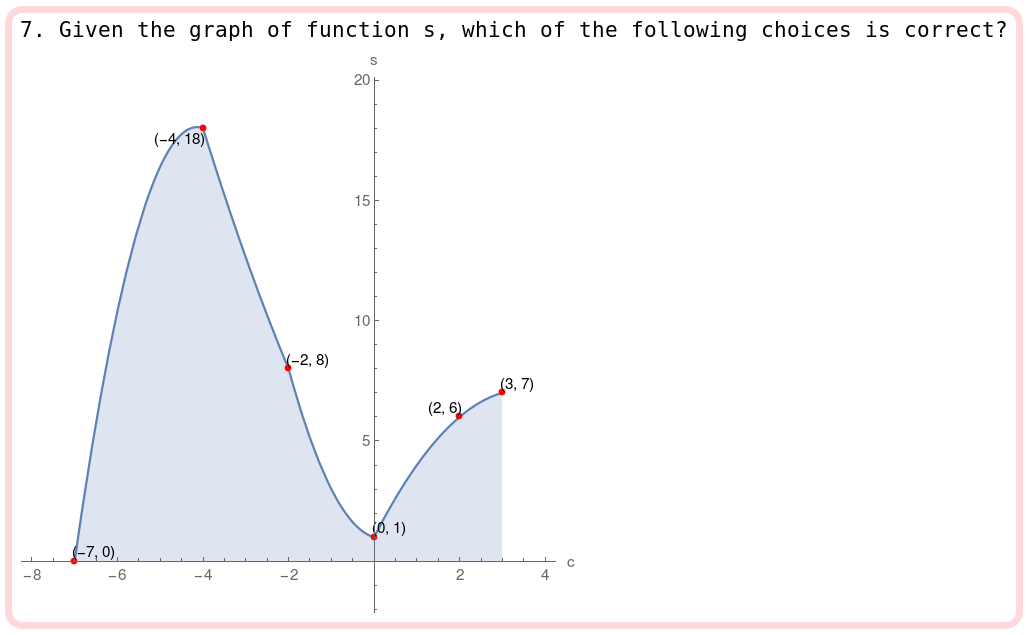 7. Given the graph of function s, which of the following choices is correct?
s
20
(−4, 18)
15
10
(−2, 8)
(3, 7)
(2, 6)
5
(0, 1)
(−7, 0)
c
−8 −6 −4 −2 2 4